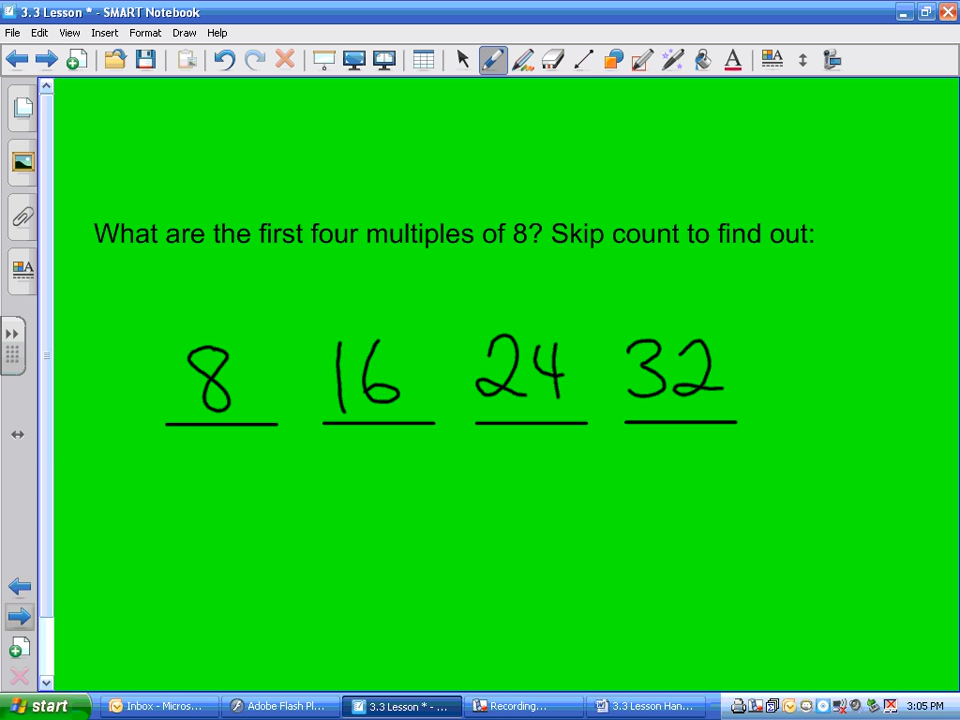 3.3 Lesson * - SMART Notebook
File Edit View Insert Format Draw Help
What are the first four multiples of 8? Skip count to find out:
8 16 24 32
start Inbox - Micros... Adobe Flash Pl... 3.3 Lesson * - ... Recording... 3.3 Lesson Han... 3:05 PM